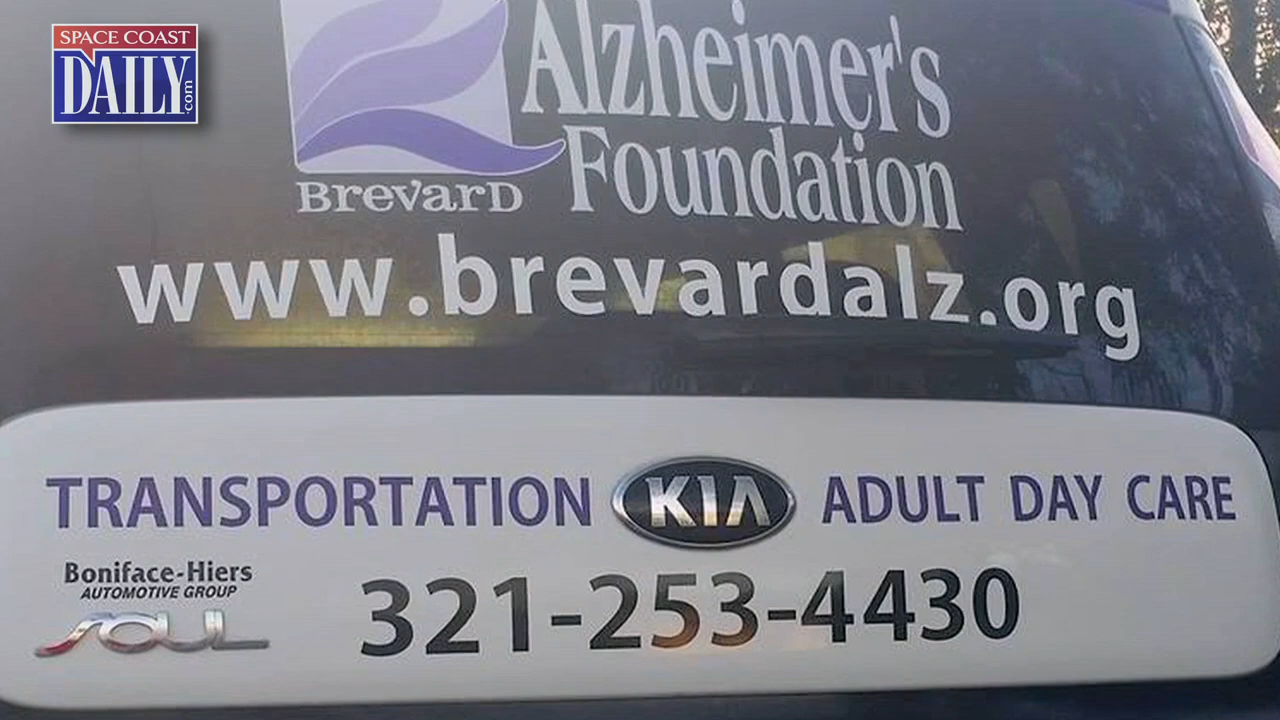 SPACE COAST
DAILY.com
Alzheimer's
Foundation
Brevard
www.brevardalz.org
TRANSPORTATION KIA ADULT DAY CARE
Boniface-Hiers
AUTOMOTIVE GROUP
SOUL
321-253-4430